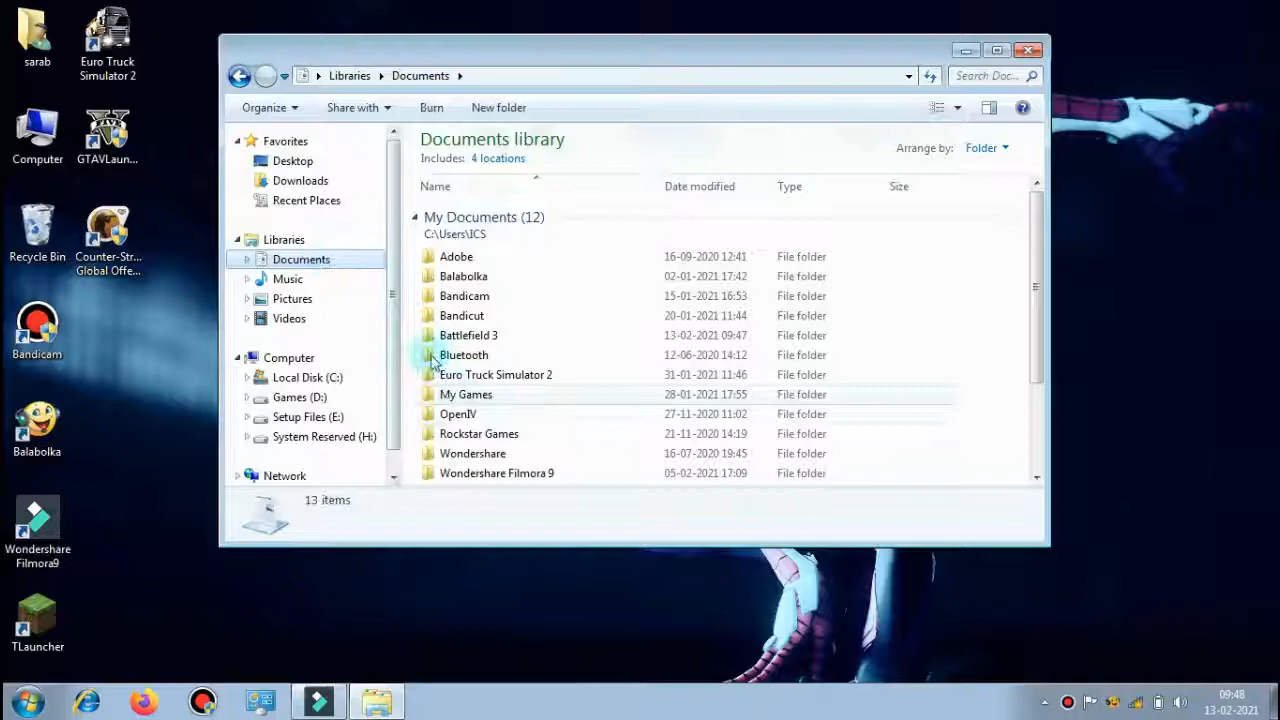 sarab
Euro Truck
Simulator 2
Computer
GTAVLaun...
Recycle Bin
Counter-Str...
Global Offe...
Bandicam
Balabolka
Wondershare
Filmora9
TLauncher
Libraries
Documents
Search Doc...
Organize
Share with
Burn
New folder
Favorites
Desktop
Downloads
Recent Places
Libraries
Documents
Music
Pictures
Videos
Computer
Local Disk (C:)
Games (D:)
Setup Files (E:)
System Reserved (H:)
Network
Documents library
Includes: 4 locations
Arrange by: Folder
Name Date modified Type Size
My Documents (12)
C:\Users\ICS
Adobe 16-09-2020 12:41 File folder
Balabolka 02-01-2021 17:42 File folder
Bandicam 15-01-2021 16:53 File folder
Bandicut 20-01-2021 11:44 File folder
Battlefield 3 13-02-2021 09:47 File folder
Bluetooth 12-06-2020 14:12 File folder
Euro Truck Simulator 2 31-01-2021 11:46 File folder
My Games 28-01-2021 17:55 File folder
OpenIV 27-11-2020 11:02 File folder
Rockstar Games 21-11-2020 14:19 File folder
Wondershare 16-07-2020 19:45 File folder
Wondershare Filmora 9 05-02-2021 17:09 File folder
13 items
09:48
13-02-2021